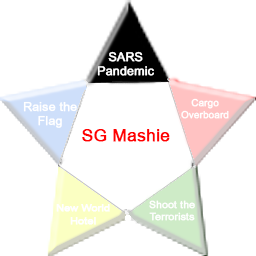 SARS
Pandemic
Raise the
Flag
Cargo
Overboard
SG Mashie
New World
Hotel
Shoot the
Terrorists